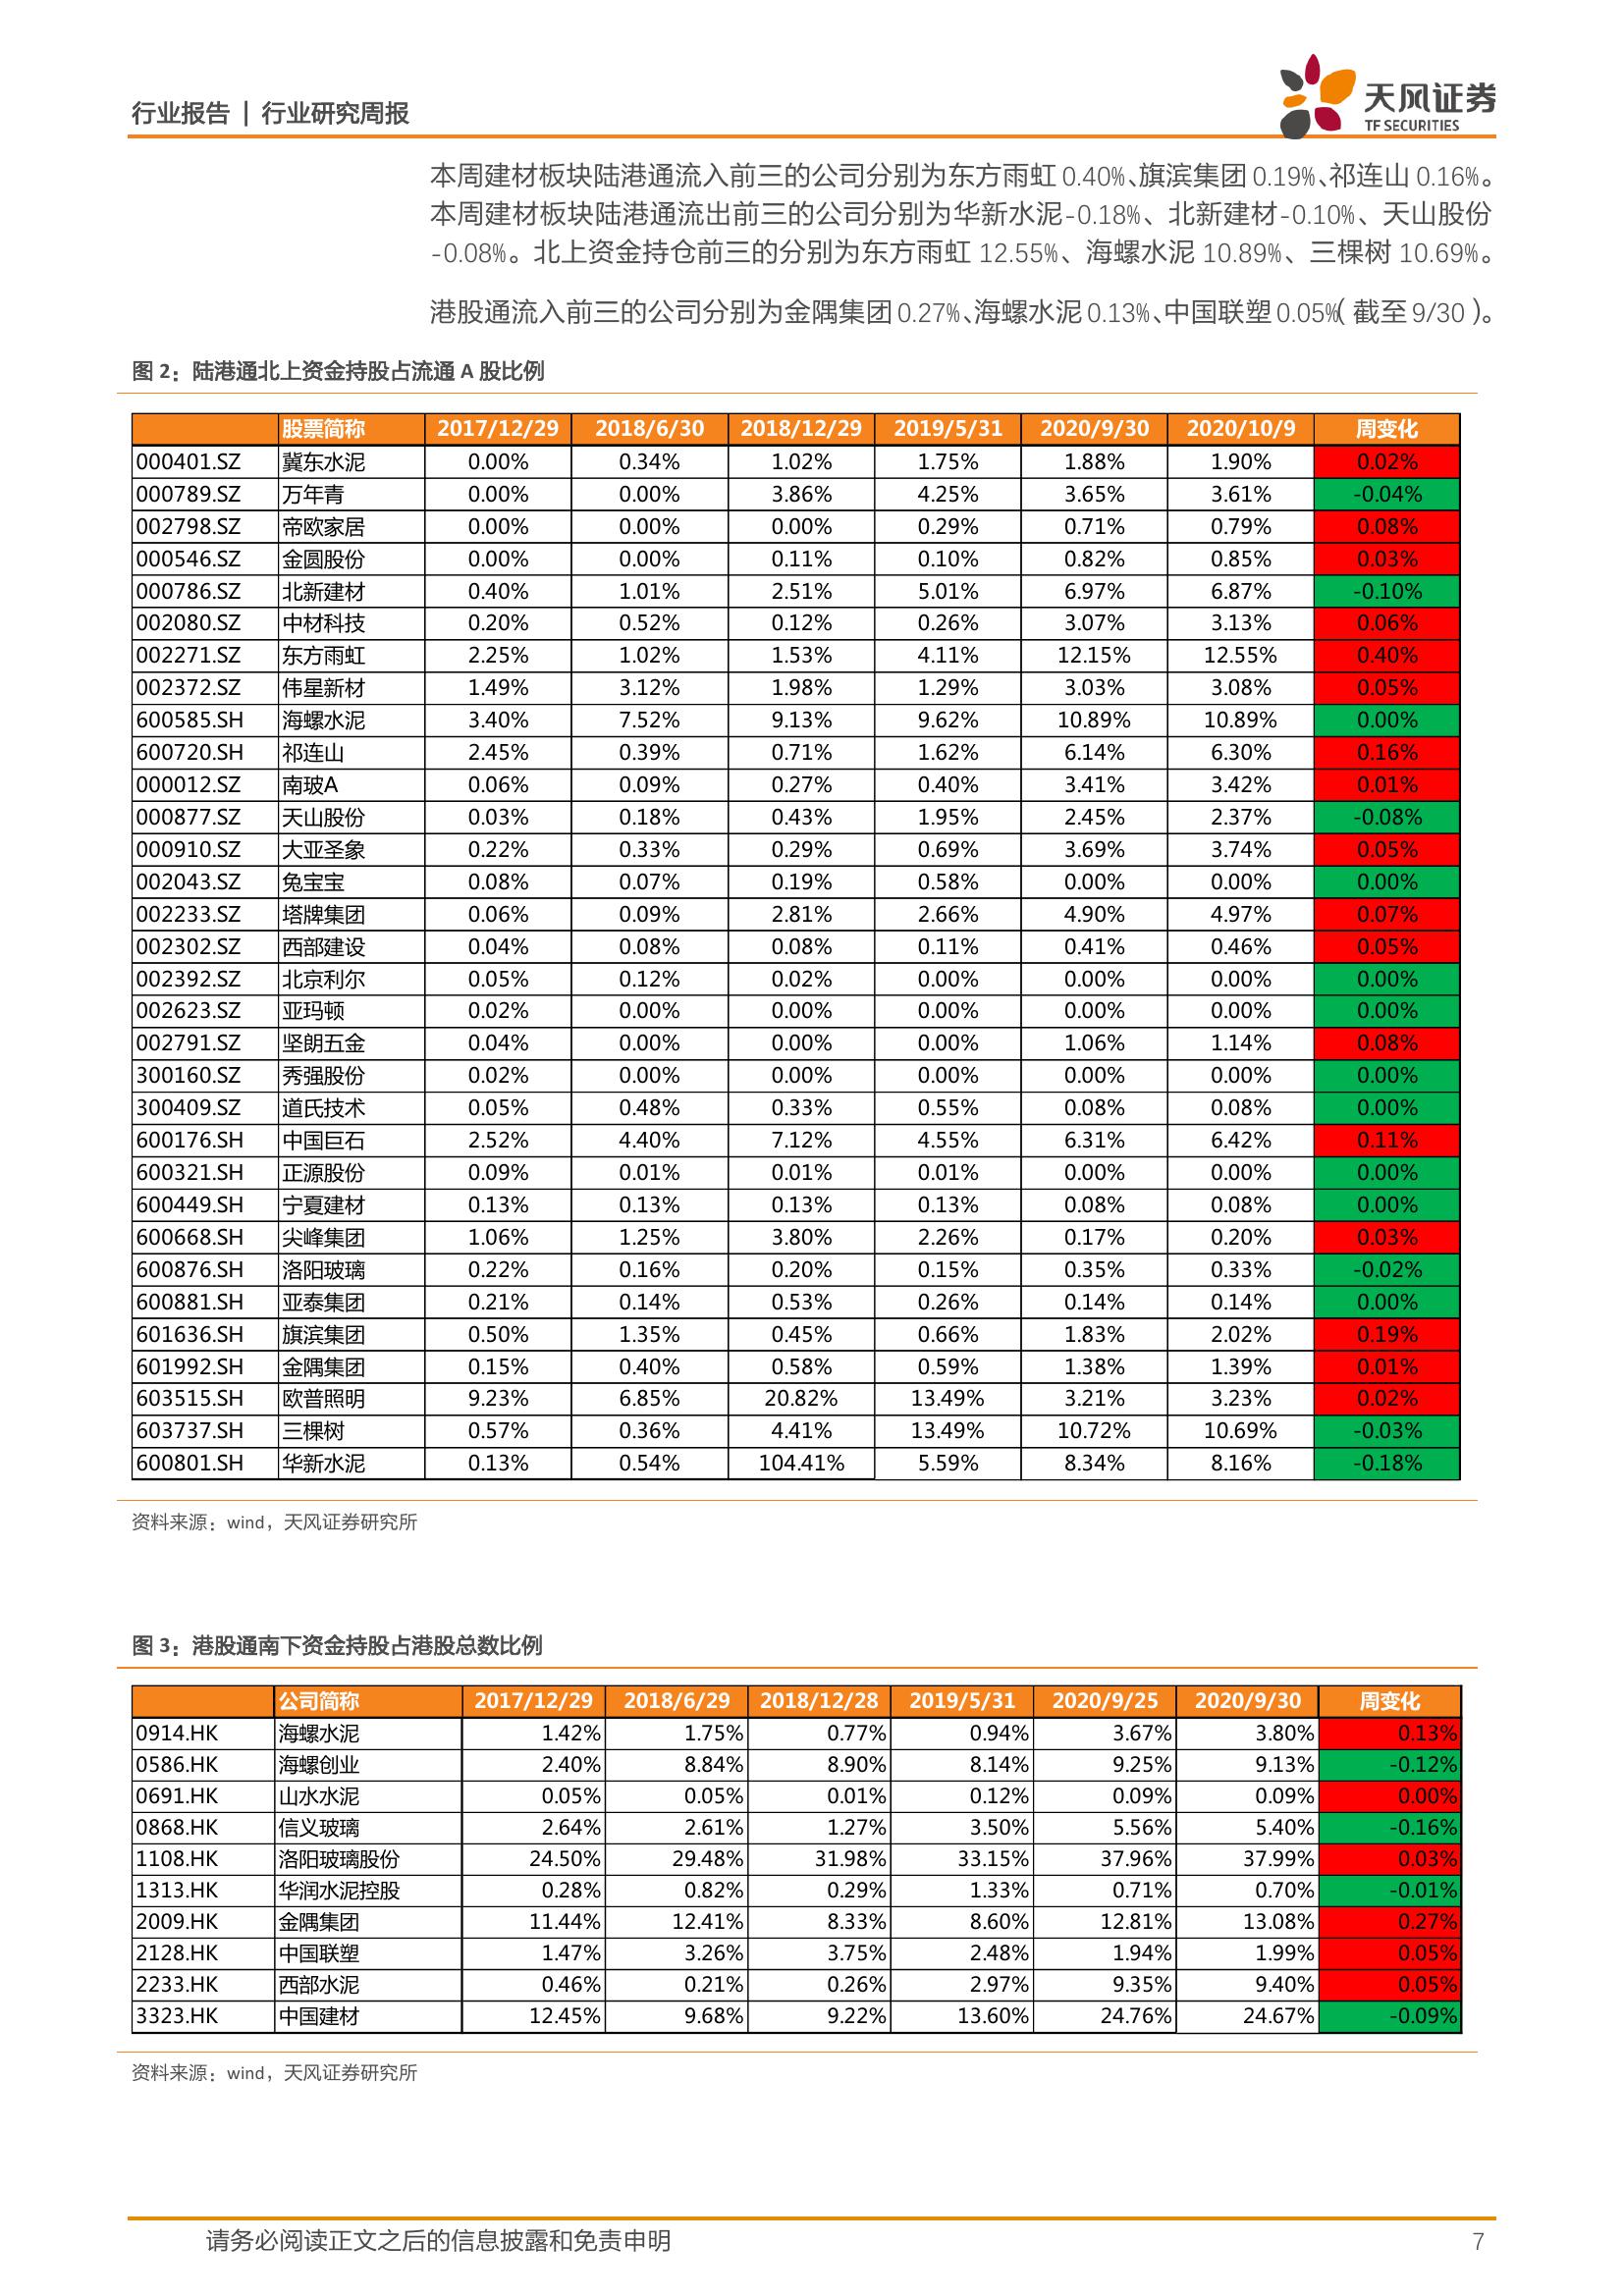 行业报告 | 行业研究周报
天风证券
TF SECURITIES
本周建材板块陆港通流入前三的公司分别为东方雨虹 0.40%、旗滨集团 0.19%、祁连山 0.16%。
本周建材板块陆港通流出前三的公司分别为华新水泥-0.18%、北新建材-0.10%、天山股份
-0.08%。北上资金持仓前三的分别为东方雨虹 12.55%、海螺水泥 10.89%、三棵树 10.69%。
港股通流入前三的公司分别为金隅集团 0.27%、海螺水泥 0.13%、中国联塑 0.05%( 截至 9/30 )。
图 2：陆港通北上资金持股占流通 A 股比例
股票简称 2017/12/29 2018/6/30 2018/12/29 2019/5/31 2020/9/30 2020/10/9 周变化
000401.SZ 冀东水泥 0.00% 0.34% 1.02% 1.75% 1.88% 1.90% 0.02%
000789.SZ 万年青 0.00% 0.00% 3.86% 4.25% 3.65% 3.61% -0.04%
002798.SZ 帝欧家居 0.00% 0.00% 0.00% 0.29% 0.71% 0.79% 0.08%
000546.SZ 金圆股份 0.00% 0.00% 0.11% 0.10% 0.82% 0.85% 0.03%
000786.SZ 北新建材 0.40% 1.01% 2.51% 5.01% 6.97% 6.87% -0.10%
002080.SZ 中材科技 0.20% 0.52% 0.12% 0.26% 3.07% 3.13% 0.06%
002271.SZ 东方雨虹 2.25% 1.02% 1.53% 4.11% 12.15% 12.55% 0.40%
002372.SZ 伟星新材 1.49% 3.12% 1.98% 1.29% 3.03% 3.08% 0.05%
600585.SH 海螺水泥 3.40% 7.52% 9.13% 9.62% 10.89% 10.89% 0.00%
600720.SH 祁连山 2.45% 0.39% 0.71% 1.62% 6.14% 6.30% 0.16%
000012.SZ 南玻A 0.06% 0.09% 0.27% 0.40% 3.41% 3.42% 0.01%
000877.SZ 天山股份 0.03% 0.18% 0.43% 1.95% 2.45% 2.37% -0.08%
000910.SZ 大亚圣象 0.22% 0.33% 0.29% 0.69% 3.69% 3.74% 0.05%
002043.SZ 兔宝宝 0.08% 0.07% 0.19% 0.58% 0.00% 0.00% 0.00%
002233.SZ 塔牌集团 0.06% 0.09% 2.81% 2.66% 4.90% 4.97% 0.07%
002302.SZ 西部建设 0.04% 0.08% 0.08% 0.11% 0.41% 0.46% 0.05%
002392.SZ 北京利尔 0.05% 0.12% 0.02% 0.00% 0.00% 0.00% 0.00%
002623.SZ 亚玛顿 0.02% 0.00% 0.00% 0.00% 0.00% 0.00% 0.00%
002791.SZ 坚朗五金 0.04% 0.00% 0.00% 0.00% 1.06% 1.14% 0.08%
300160.SZ 秀强股份 0.02% 0.00% 0.00% 0.00% 0.00% 0.00% 0.00%
300409.SZ 道氏技术 0.05% 0.48% 0.33% 0.55% 0.08% 0.08% 0.00%
600176.SH 中国巨石 2.52% 4.40% 7.12% 4.55% 6.31% 6.42% 0.11%
600321.SH 正源股份 0.09% 0.01% 0.01% 0.01% 0.00% 0.00% 0.00%
600449.SH 宁夏建材 0.13% 0.13% 0.13% 0.13% 0.08% 0.08% 0.00%
600668.SH 尖峰集团 1.06% 1.25% 3.80% 2.26% 0.17% 0.20% 0.03%
600876.SH 洛阳玻璃 0.22% 0.16% 0.20% 0.15% 0.35% 0.33% -0.02%
600881.SH 亚泰集团 0.21% 0.14% 0.53% 0.26% 0.14% 0.14% 0.00%
601636.SH 旗滨集团 0.50% 1.35% 0.45% 0.66% 1.83% 2.02% 0.19%
601992.SH 金隅集团 0.15% 0.40% 0.58% 0.59% 1.38% 1.39% 0.01%
603515.SH 欧普照明 9.23% 6.85% 20.82% 13.49% 3.21% 3.23% 0.02%
603737.SH 三棵树 0.57% 0.36% 4.41% 13.49% 10.72% 10.69% -0.03%
600801.SH 华新水泥 0.13% 0.54% 104.41% 5.59% 8.34% 8.16% -0.18%
资料来源：wind，天风证券研究所
图 3：港股通南下资金持股占港股总数比例
公司简称 2017/12/29 2018/6/29 2018/12/28 2019/5/31 2020/9/25 2020/9/30 周变化
0914.HK 海螺水泥 1.42% 1.75% 0.77% 0.94% 3.67% 3.80% 0.13%
0586.HK 海螺创业 2.40% 8.84% 8.90% 8.14% 9.25% 9.13% -0.12%
0691.HK 山水水泥 0.05% 0.05% 0.01% 0.12% 0.09% 0.09% 0.00%
0868.HK 信义玻璃 2.64% 2.61% 1.27% 3.50% 5.56% 5.40% -0.16%
1108.HK 洛阳玻璃股份 24.50% 29.48% 31.98% 33.15% 37.96% 37.99% 0.03%
1313.HK 华润水泥控股 0.28% 0.82% 0.29% 1.33% 0.71% 0.70% -0.01%
2009.HK 金隅集团 11.44% 12.41% 8.33% 8.60% 12.81% 13.08% 0.27%
2128.HK 中国联塑 1.47% 3.26% 3.75% 2.48% 1.94% 1.99% 0.05%
2233.HK 西部水泥 0.46% 0.21% 0.26% 2.97% 9.35% 9.40% 0.05%
3323.HK 中国建材 12.45% 9.68% 9.22% 13.60% 24.76% 24.67% -0.09%
资料来源：wind，天风证券研究所
请务必阅读正文之后的信息披露和免责申明 7